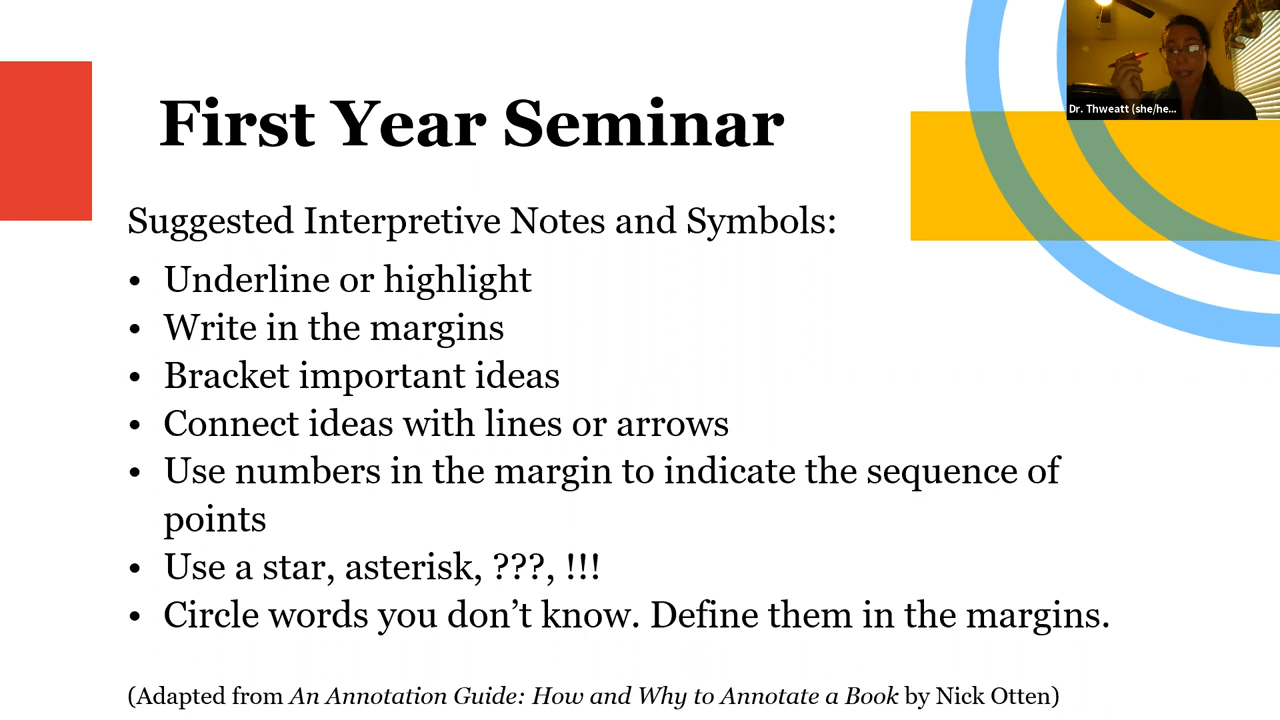 Dr. Thweatt (she/he...
First Year Seminar
Suggested Interpretive Notes and Symbols:
• Underline or highlight
• Write in the margins
• Bracket important ideas
• Connect ideas with lines or arrows
• Use numbers in the margin to indicate the sequence of
points
• Use a star, asterisk, ???, !!!
• Circle words you don’t know. Define them in the margins.
(Adapted from An Annotation Guide: How and Why to Annotate a Book by Nick Otten)